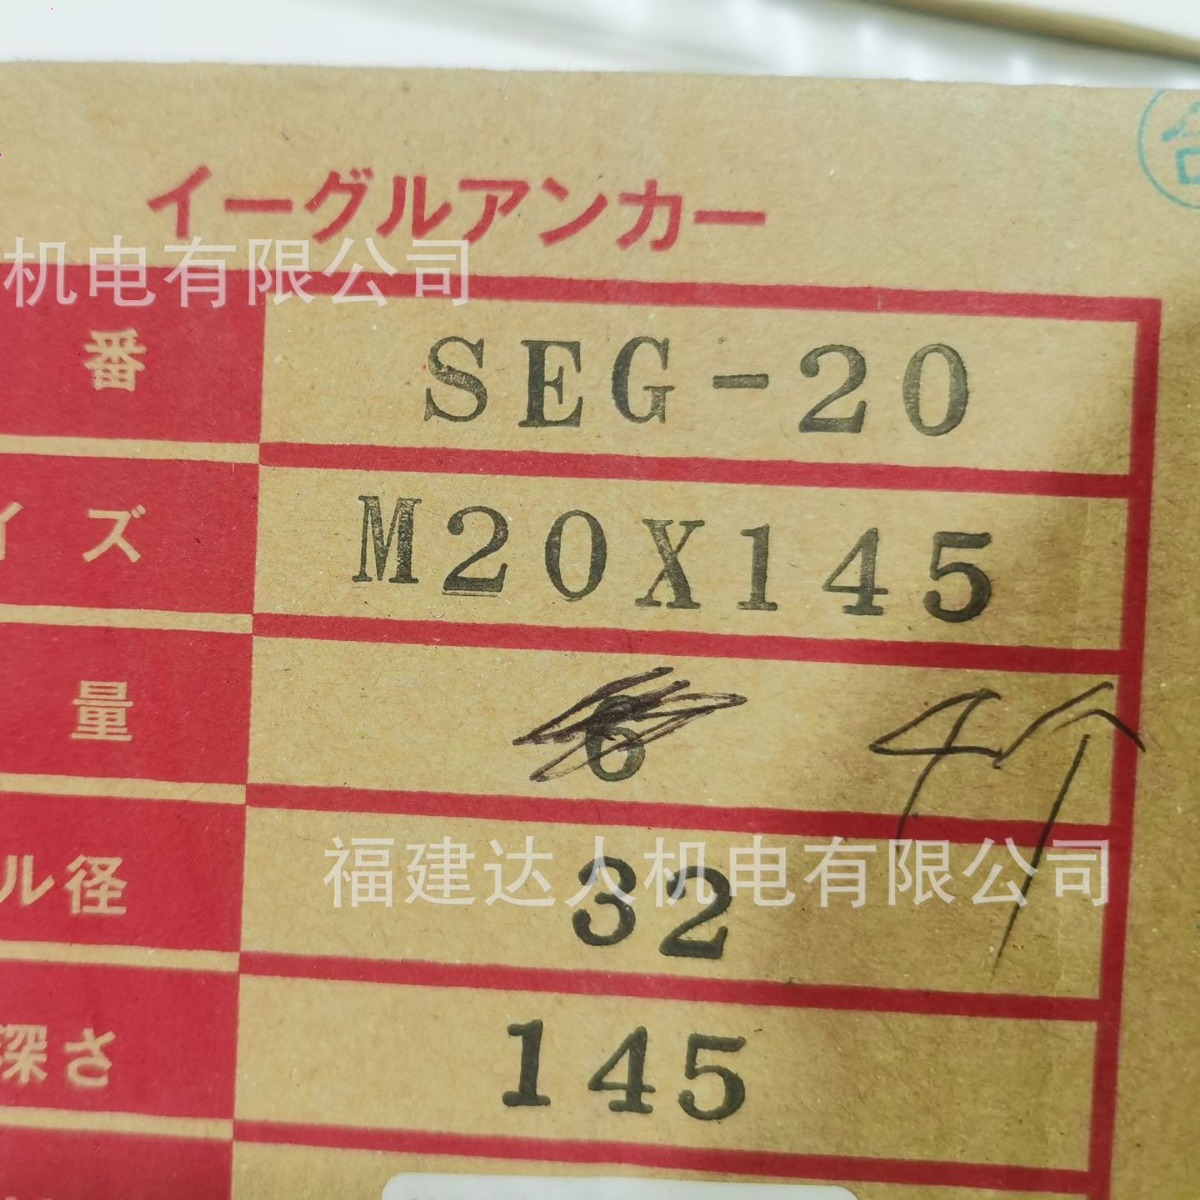 イーグルアンカー
合
机电有限公司
番 SEG-20
イズ M20X145
量 6 4个
福建达人机电有限公司
ル径 32
深さ 145